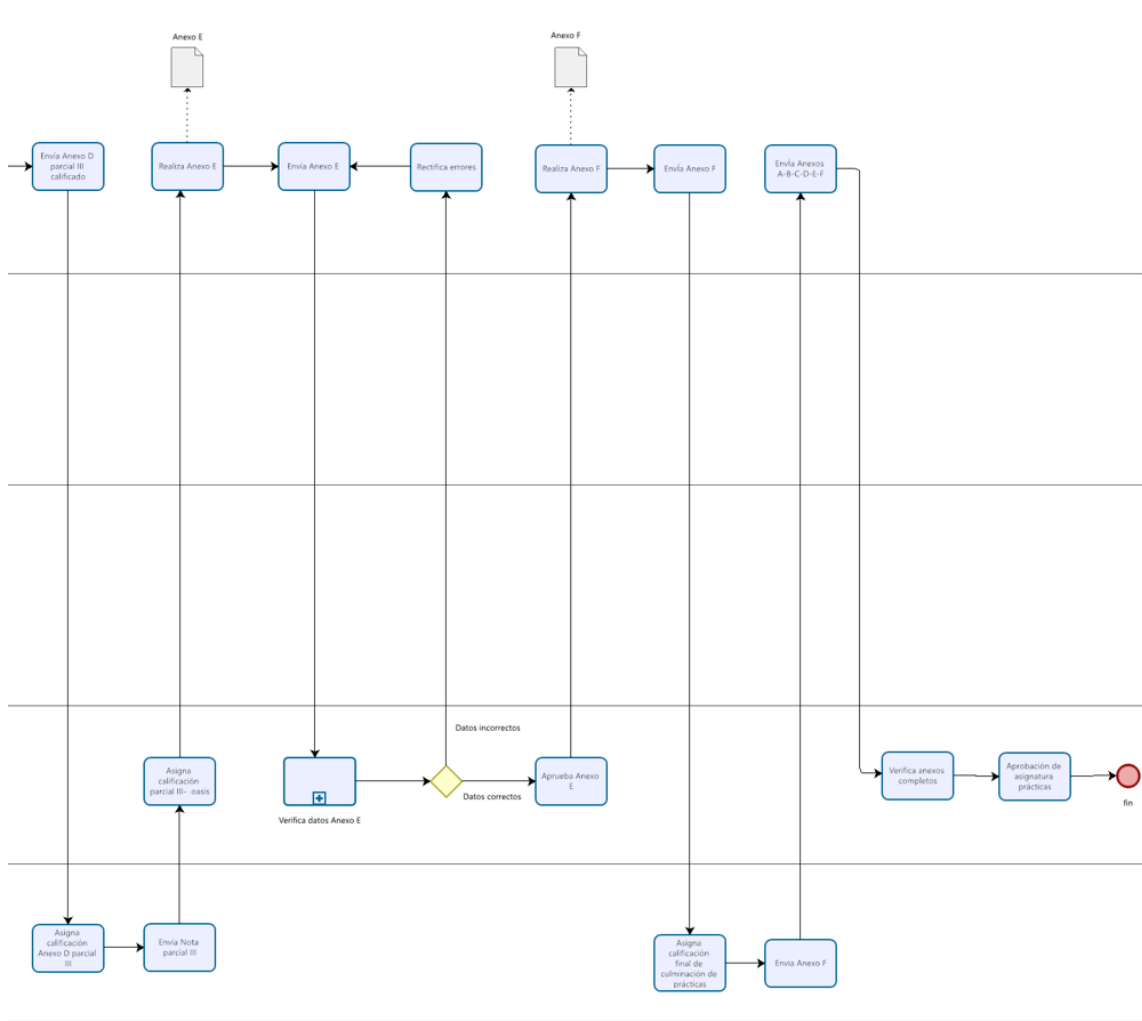 Anexo E
Anexo F
Envía Anexo D
parcial III
calificado
Realiza Anexo E
Envía Anexo E
Rectifica errores
Realiza Anexo F
Envía Anexo F
Envía Anexos
A-B-C-D-E-F
Datos incorrectos
Asigna
calificación
parcial III- oasis
Verifica datos Anexo E
Datos correctos
Aprueba Anexo
E
Verifica anexos
completos
Aprobación de
asignatura
prácticas
fin
Asigna
calificación
Anexo D parcial
III
Envia Nota
parcial III
Asigna
calificación
final de
culminación de
prácticas
Envia Anexo F